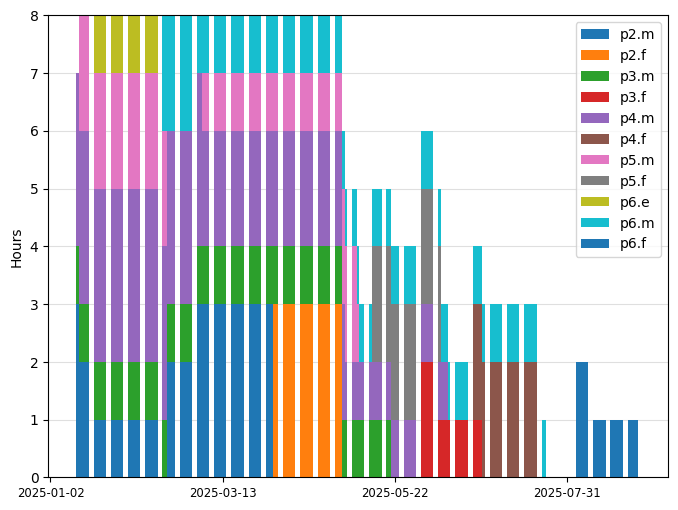 8
7
6
5
4
3
2
1
0
Hours
2025-01-02
2025-03-13
2025-05-22
2025-07-31
p2.m
p2.f
p3.m
p3.f
p4.m
p4.f
p5.m
p5.f
p6.e
p6.m
p6.f